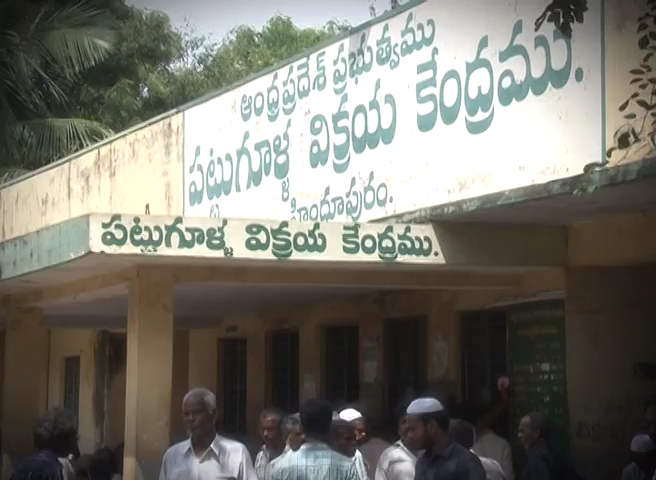 ఆంధ్రప్రదేశ్ ప్రభుత్వము
పట్టుగూళ్ళ విక్రయ కేంద్రము.
హిందూపురం.
పట్టుగూళ్ళ విక్రయ కేంద్రము.